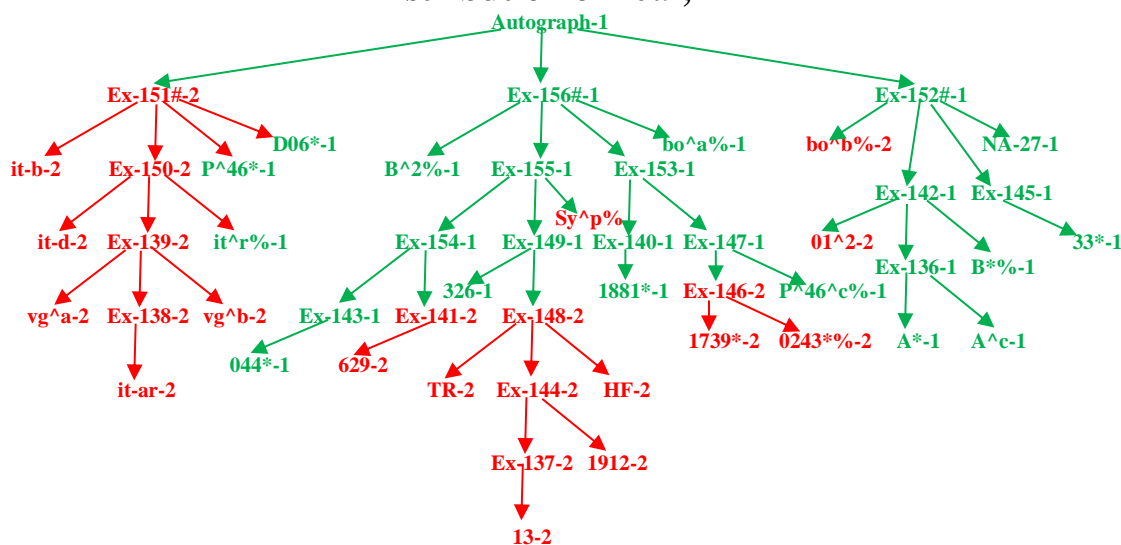 Autograph-1
Ex-151#-2 Ex-156#-1 Ex-152#-1
D06*-1 bo^a%-1 bo^b%-2 NA-27-1
it-b-2 Ex-150-2 P^46*-1 B^2%-1 Ex-155-1 Ex-153-1
Ex-142-1 Ex-145-1
Sy^p%
it-d-2 Ex-139-2 it^r%-1 Ex-154-1 Ex-149-1 Ex-140-1 Ex-147-1 01^2-2 33*-1
Ex-136-1 B*%-1
326-1 1881*-1 Ex-146-2 P^46^c%-1
vg^a-2 Ex-138-2 vg^b-2 Ex-143-1 Ex-141-2 Ex-148-2
1739*-2 0243*%-2 A*-1 A^c-1
044*-1 629-2
it-ar-2 TR-2 Ex-144-2 HF-2
Ex-137-2 1912-2
13-2